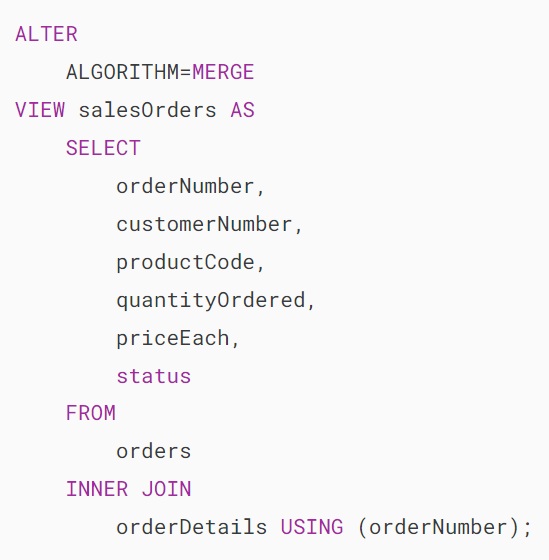 ALTER
    ALGORITHM=MERGE
VIEW salesOrders AS
    SELECT
        orderNumber,
        customerNumber,
        productCode,
        quantityOrdered,
        priceEach,
        status
    FROM
        orders
    INNER JOIN
        orderDetails USING (orderNumber);